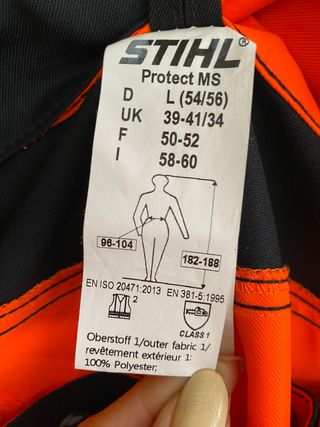 STIHL
Protect MS
D L (54/56)
UK 39-41/34
F 50-52
I 58-60
96-104
182-188
EN ISO 20471:2013 EN 381-5:1995
2
CLASS 1
Oberstoff 1/outer fabric 1/
revêtement extérieur 1:
100% Polyester;